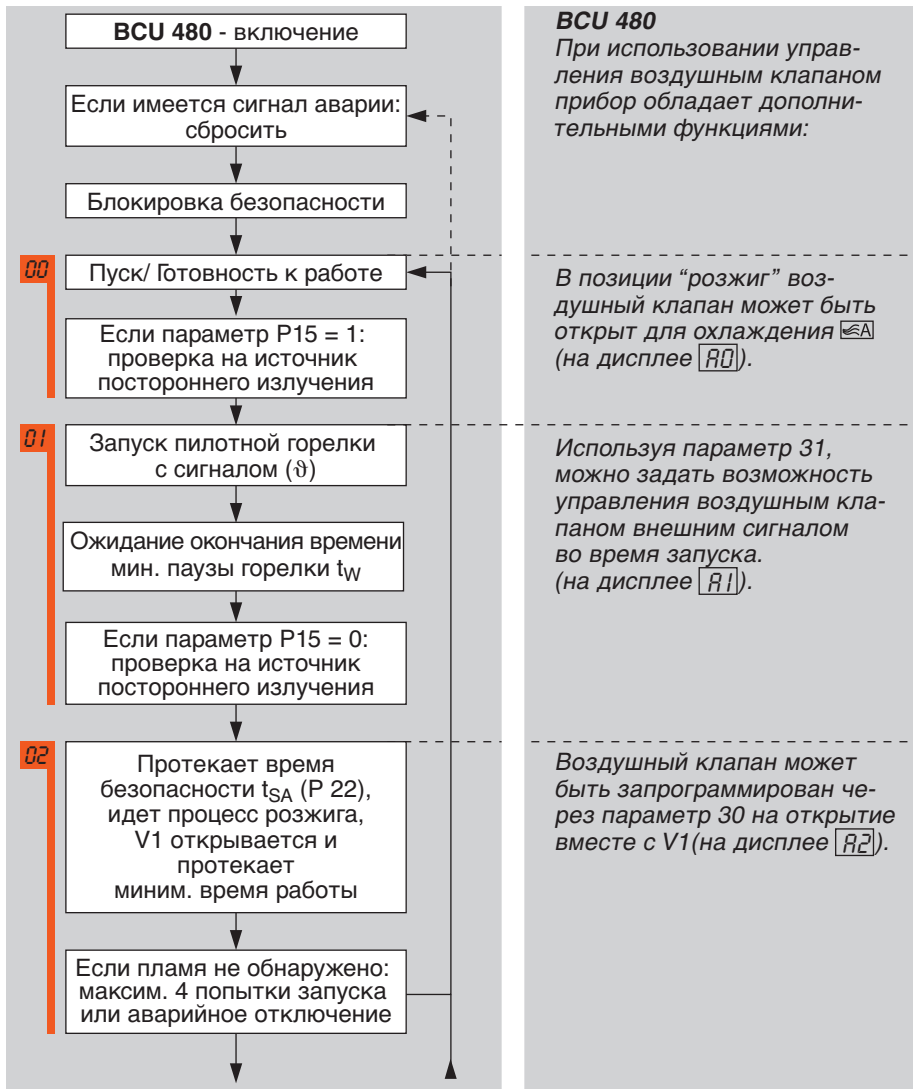 BCU 480 - включение
Если имеется сигнал аварии:
сбросить
Блокировка безопасности
00
Пуск/ Готовность к работе
Если параметр P15 = 1:
проверка на источник
постороннего излучения
01
Запуск пилотной горелки
с сигналом (ϑ)
Ожидание окончания времени
мин. паузы горелки tW
Если параметр P15 = 0:
проверка на источник
постороннего излучения
02
Протекает время
безопасности tSA (P 22),
идет процесс розжига,
V1 открывается и
протекает
миним. время работы
Если пламя не обнаружено:
максим. 4 попытки запуска
или аварийное отключение
BCU 480
При использовании управ-
ления воздушным клапаном
прибор обладает дополни-
тельными функциями:
В позиции “розжиг” воз-
душный клапан может быть
открыт для охлаждения A
(на дисплее A0).
Используя параметр 31,
можно задать возможность
управления воздушным кла-
паном внешним сигналом
во время запуска.
(на дисплее A1).
Воздушный клапан может
быть запрограммирован че-
рез параметр 30 на открытие
вместе с V1(на дисплее A2).